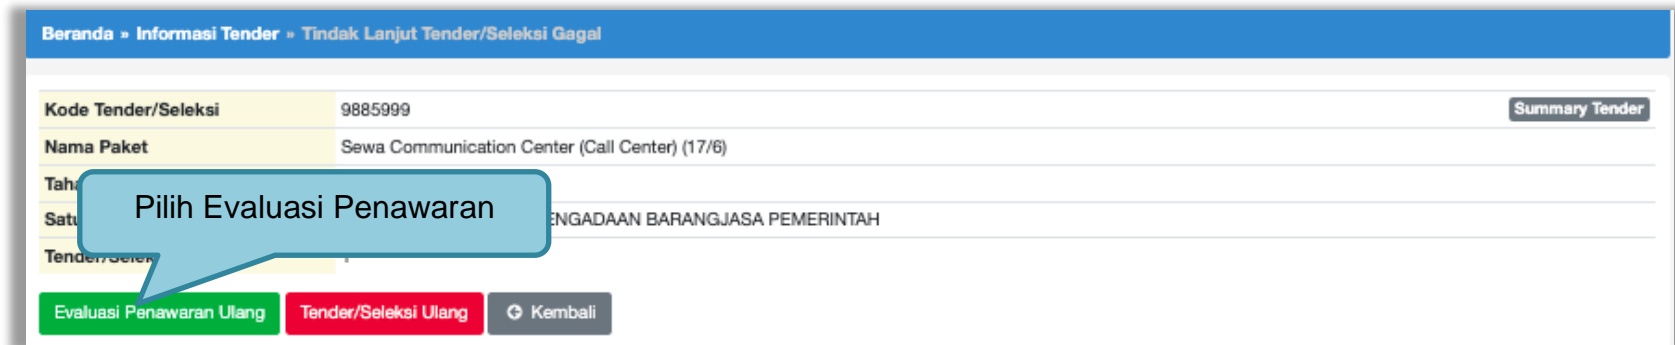 Beranda » Informasi Tender » Tindak Lanjut Tender/Seleksi Gagal
Kode Tender/Seleksi 9885999 Summary Tender
Nama Paket Sewa Communication Center (Call Center) (17/6)
Pilih Evaluasi Penawaran
BARANGJASA PEMERINTAH
Evaluasi Penawaran Ulang Tender/Seleksi Ulang Kembali